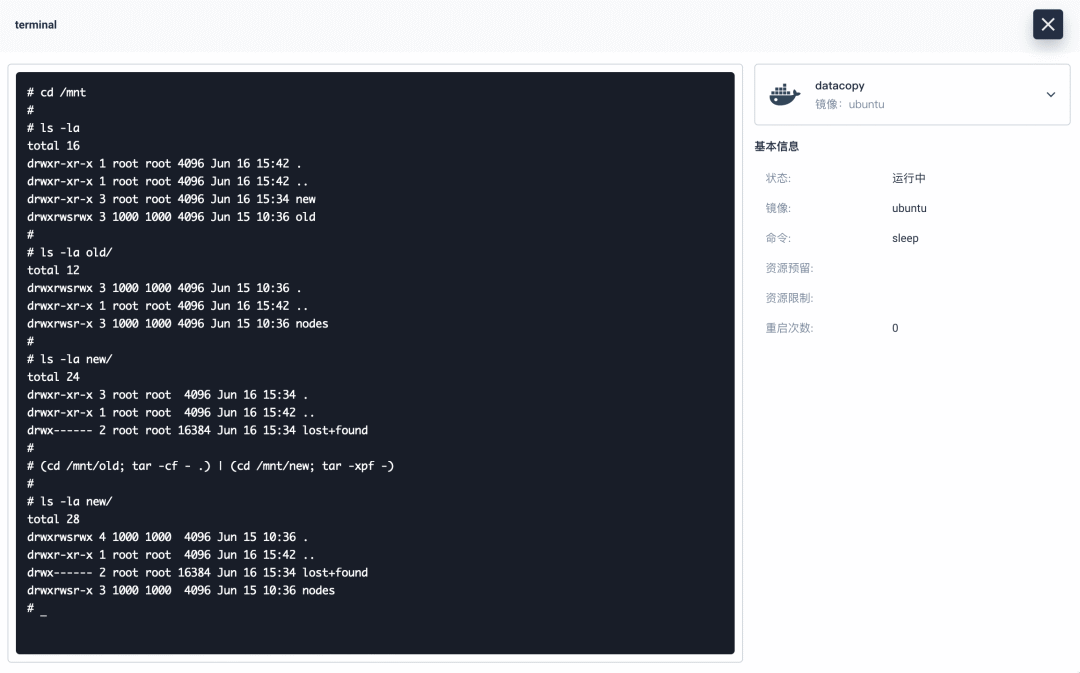 terminal
# cd /mnt
#
# ls -la
total 16
drwxr-xr-x 1 root root 4096 Jun 16 15:42 .
drwxr-xr-x 1 root root 4096 Jun 16 15:42 ..
drwxr-xr-x 3 root root 4096 Jun 16 15:34 new
drwxrwsrwx 3 1000 1000 4096 Jun 15 10:36 old
#
# ls -la old/
total 12
drwxrwsrwx 3 1000 1000 4096 Jun 15 10:36 .
drwxr-xr-x 1 root root 4096 Jun 16 15:42 ..
drwxrwsr-x 3 1000 1000 4096 Jun 15 10:36 nodes
#
# ls -la new/
total 24
drwxr-xr-x 3 root root  4096 Jun 16 15:34 .
drwxr-xr-x 1 root root  4096 Jun 16 15:42 ..
drwx------ 2 root root 16384 Jun 16 15:34 lost+found
#
# (cd /mnt/old; tar -cf - .) | (cd /mnt/new; tar -xpf -)
#
# ls -la new/
total 28
drwxrwsrwx 4 1000 1000  4096 Jun 15 10:36 .
drwxr-xr-x 1 root root  4096 Jun 16 15:42 ..
drwx------ 2 root root 16384 Jun 16 15:34 lost+found
drwxrwsr-x 3 1000 1000  4096 Jun 15 10:36 nodes
# _
datacopy
镜像：ubuntu
基本信息
状态: 运行中
镜像: ubuntu
命令: sleep
资源预留:
资源限制:
重启次数: 0